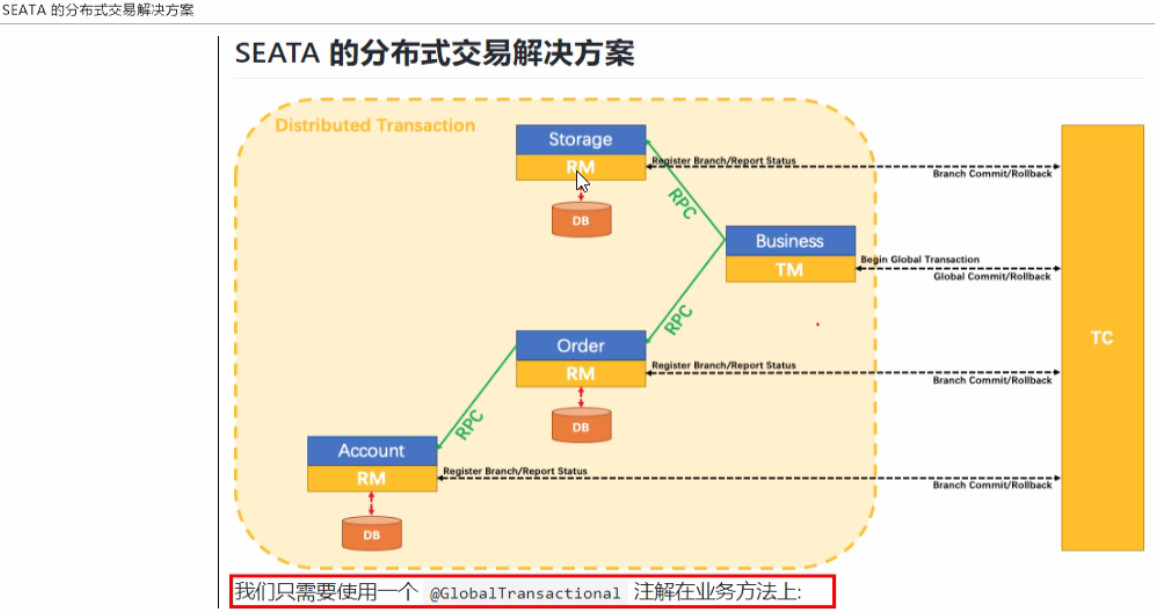 SEATA 的分布式交易解决方案
SEATA 的分布式交易解决方案
Distributed Transaction
Storage
RM
DB
Register Branch/Report Status
Branch Commit/Rollback
RPC
Business
TM
Begin Global Transaction
Global Commit/Rollback
RPC
Order
RM
DB
Register Branch/Report Status
Branch Commit/Rollback
TC
RPC
Account
RM
DB
Register Branch/Report Status
Branch Commit/Rollback
我们只需要使用一个 @GlobalTransactional 注解在业务方法上: